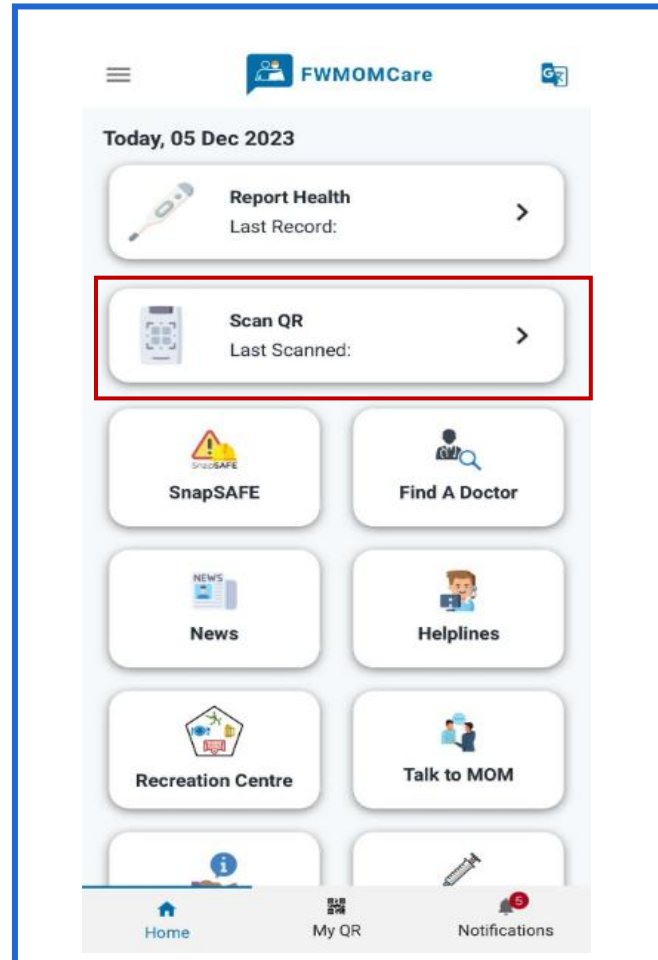 FWMOMCare
G
Today, 05 Dec 2023
Report Health
Last Record:
Scan QR
Last Scanned:
SnapSAFE
SnapSAFE
Find A Doctor
NEWS
News
Helplines
Recreation Centre
Talk to MOM
i
5
Home
My QR
Notifications